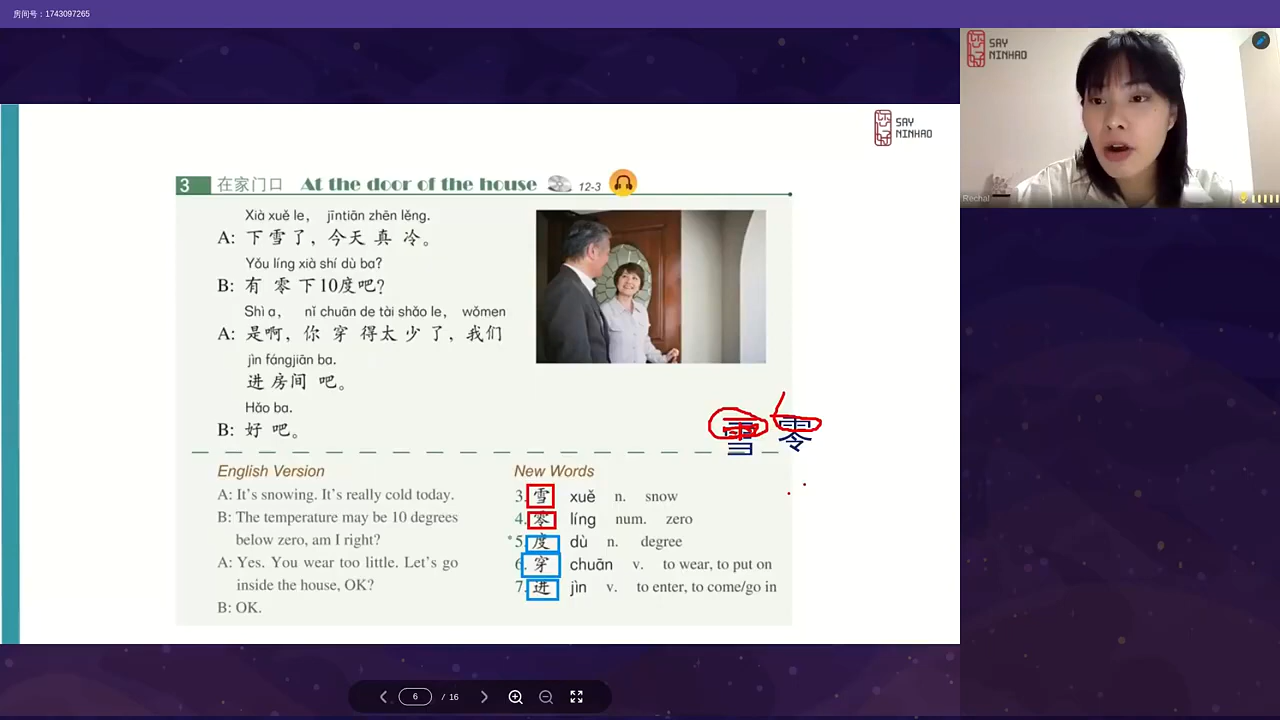 房间号：1743097265
SAY
NINHAO
Rechal
SAY
NINHAO
3 在家门口 At the door of the house 12-3
Xià xuě le, jīntiān zhēn lěng.
A: 下雪了，今天真冷。
Yǒu líng xià shí dù ba?
B: 有零下10度吧？
Shì a, nǐ chuān de tài shǎo le, wǒmen
A: 是啊，你穿得太少了，我们
jìn fángjiān ba.
进房间吧。
Hǎo ba.
B: 好吧。
雪 零
English Version
A: It's snowing. It's really cold today.
B: The temperature may be 10 degrees
below zero, am I right?
A: Yes. You wear too little. Let's go
inside the house, OK?
B: OK.
New Words
3. 雪 xuě n. snow
4. 零 líng num. zero
*5. 度 dù n. degree
6. 穿 chuān v. to wear, to put on
7. 进 jìn v. to enter, to come/go in
6 / 16